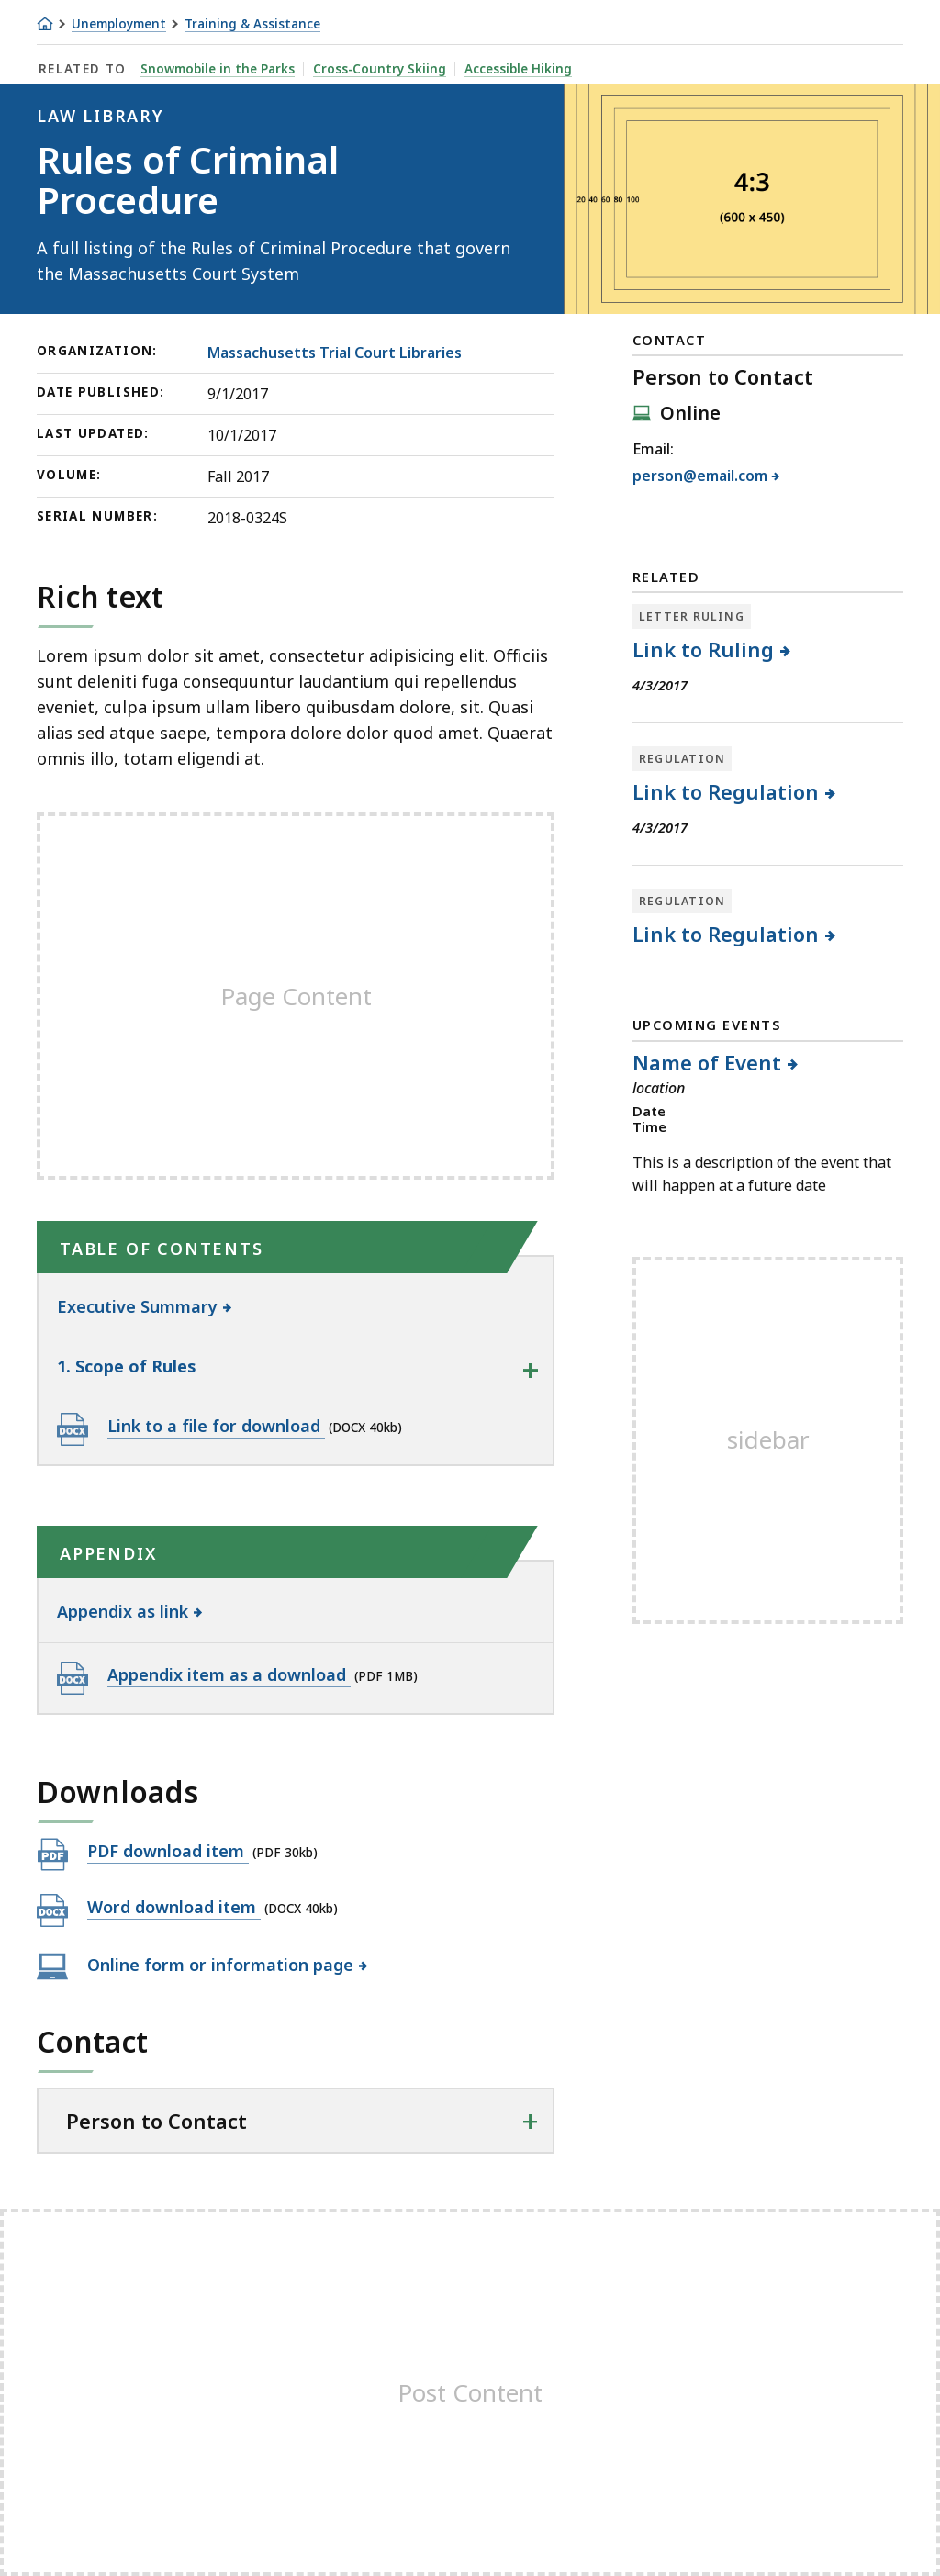 Unemployment Training & Assistance
RELATED TO Snowmobile in the Parks Cross-Country Skiing Accessible Hiking
LAW LIBRARY
Rules of Criminal
Procedure
A full listing of the Rules of Criminal Procedure that govern
the Massachusetts Court System
4:3
20 40 60 80 100
(600 x 450)
ORGANIZATION: Massachusetts Trial Court Libraries
DATE PUBLISHED: 9/1/2017
LAST UPDATED: 10/1/2017
VOLUME: Fall 2017
SERIAL NUMBER: 2018-0324S
Rich text
Lorem ipsum dolor sit amet, consectetur adipisicing elit. Officiis
sunt deleniti fuga consequuntur laudantium qui repellendus
eveniet, culpa ipsum ullam libero quibusdam dolore, sit. Quasi
alias sed atque saepe, tempora dolore dolor quod amet. Quaerat
omnis illo, totam eligendi at.
Page Content
TABLE OF CONTENTS
Executive Summary
1. Scope of Rules
DOCX Link to a file for download (DOCX 40kb)
APPENDIX
Appendix as link
DOCX Appendix item as a download (PDF 1MB)
Downloads
PDF PDF download item (PDF 30kb)
DOCX Word download item (DOCX 40kb)
Online form or information page
Contact
Person to Contact
CONTACT
Person to Contact
Online
Email:
person@email.com
RELATED
LETTER RULING
Link to Ruling
4/3/2017
REGULATION
Link to Regulation
4/3/2017
REGULATION
Link to Regulation
UPCOMING EVENTS
Name of Event
location
Date
Time
This is a description of the event that
will happen at a future date
sidebar
Post Content